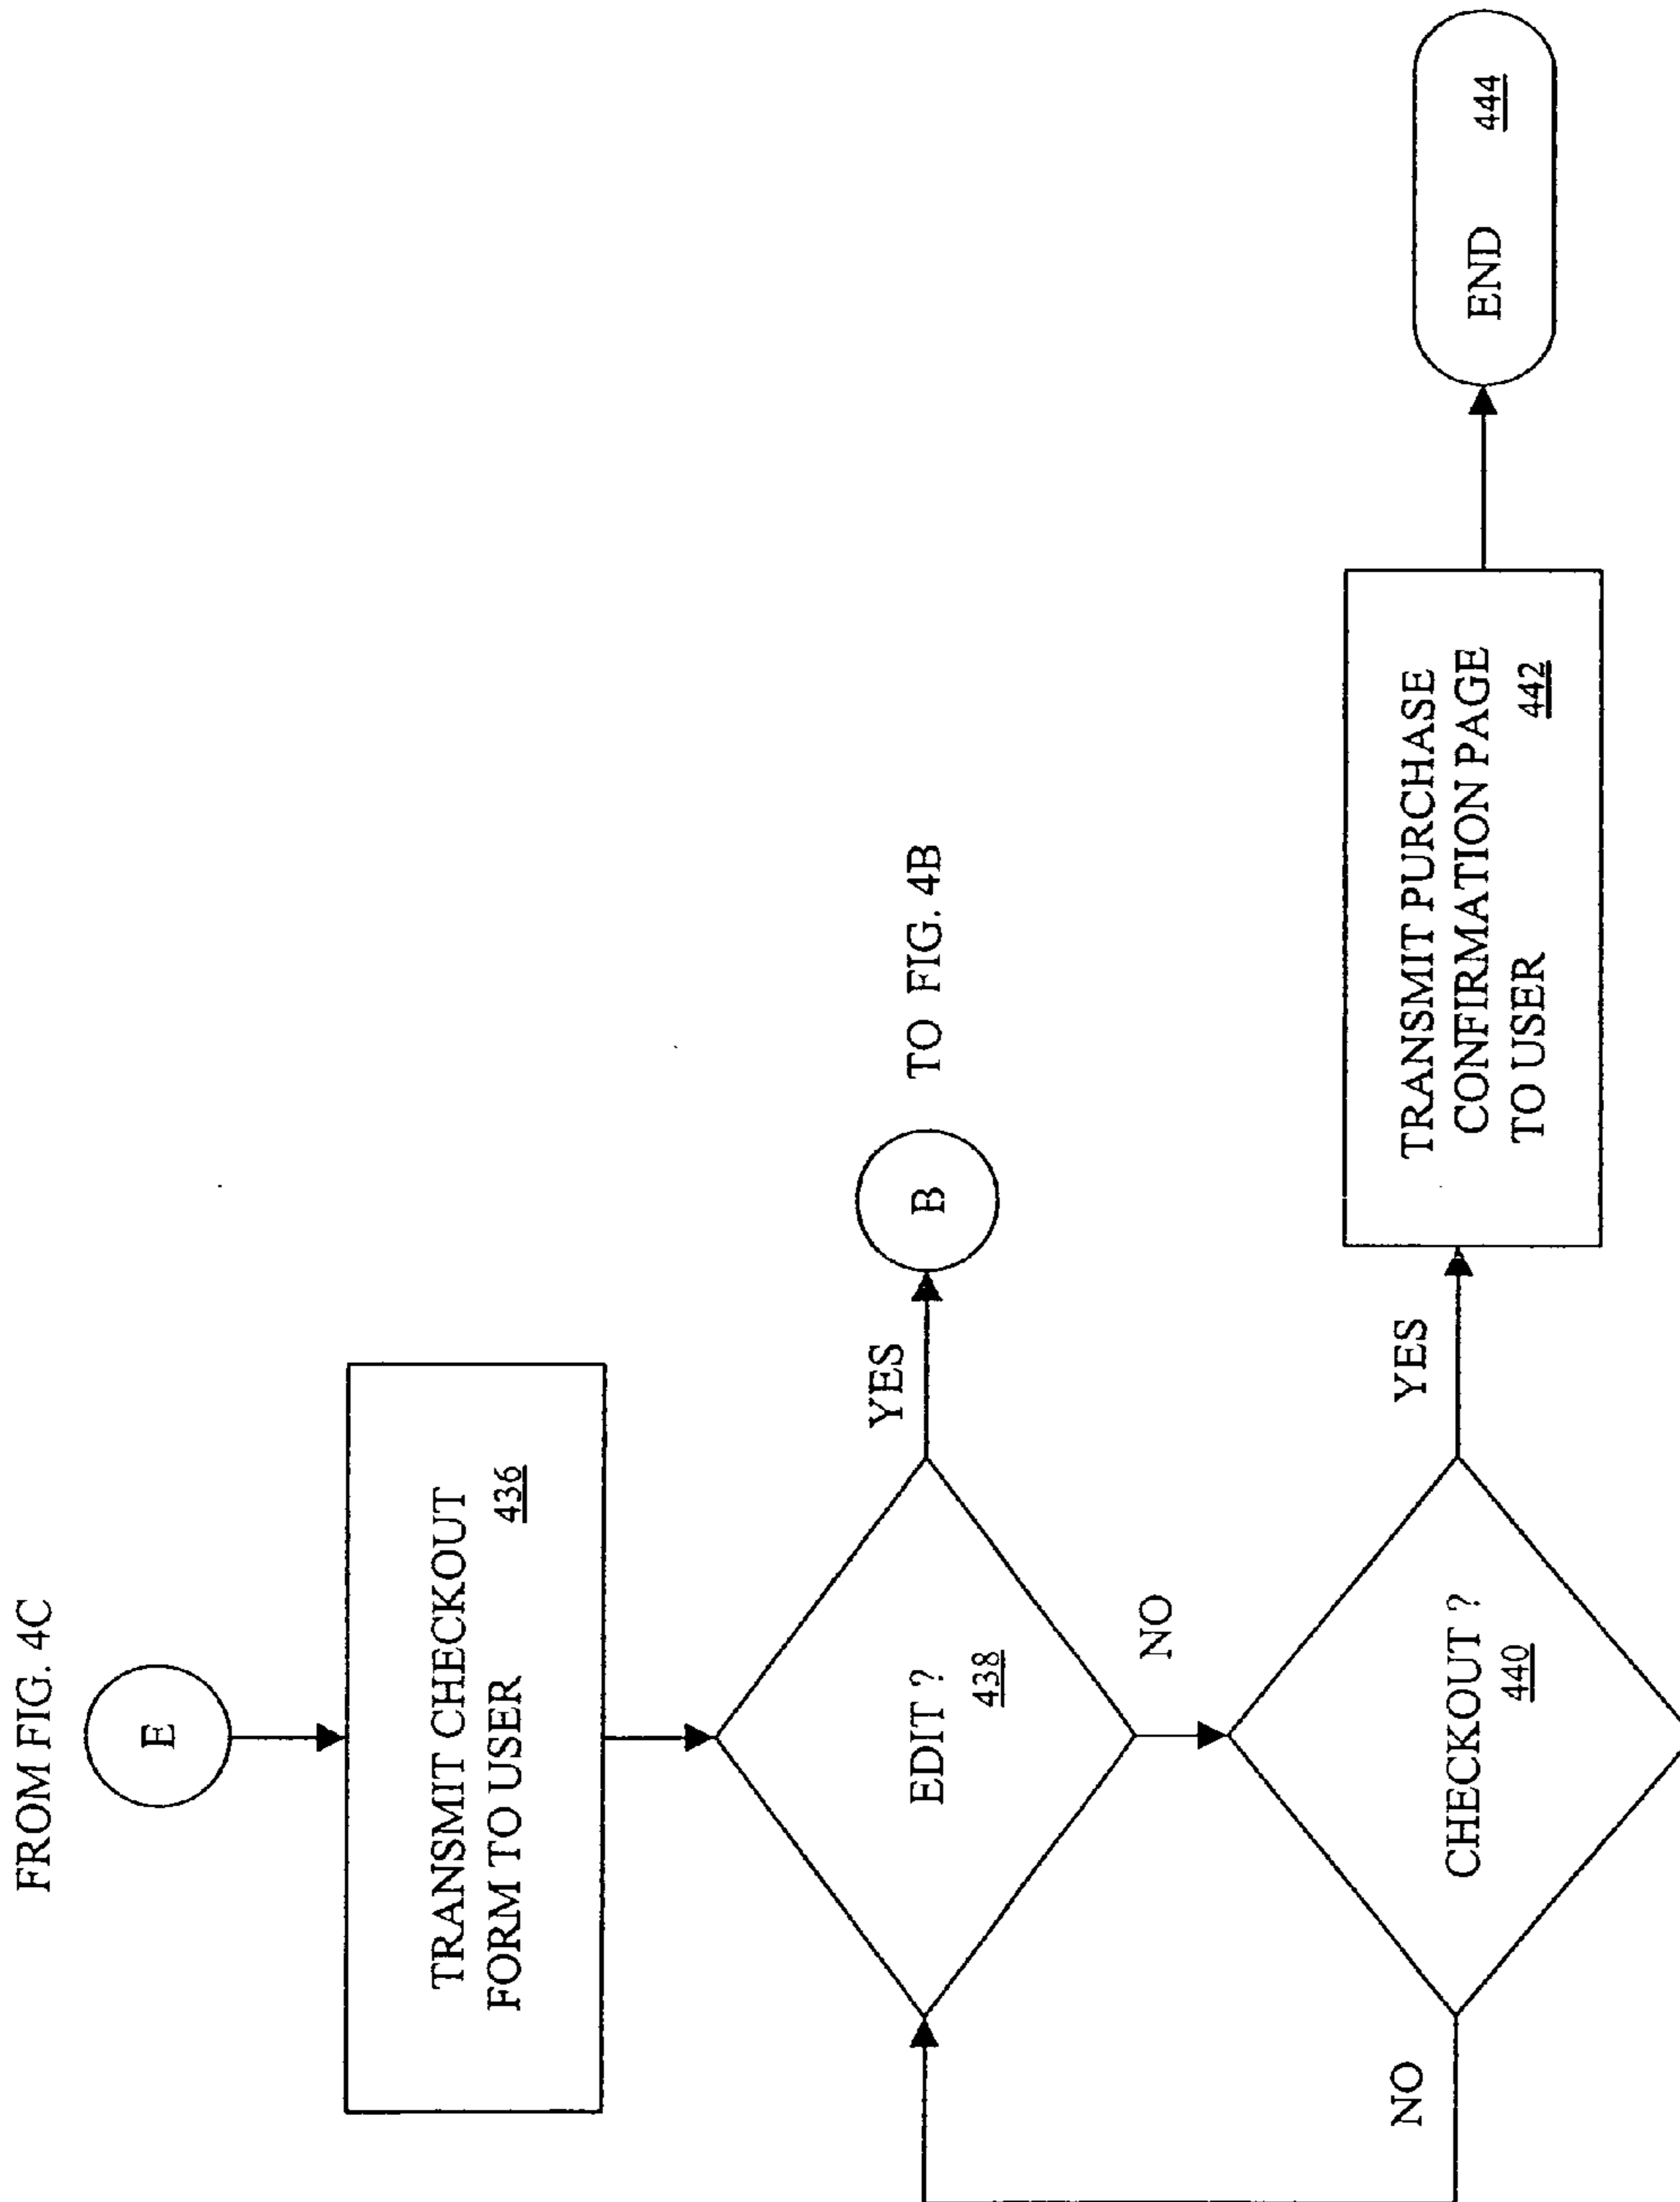 FROM FIG. 4C
E
TRANSMIT CHECKOUT
FORM TO USER 436
EDIT ?
438
YES
B TO FIG. 4B
NO
CHECKOUT ?
440
NO
YES
TRANSMIT PURCHASE
CONFIRMATION PAGE
TO USER 442
END 444